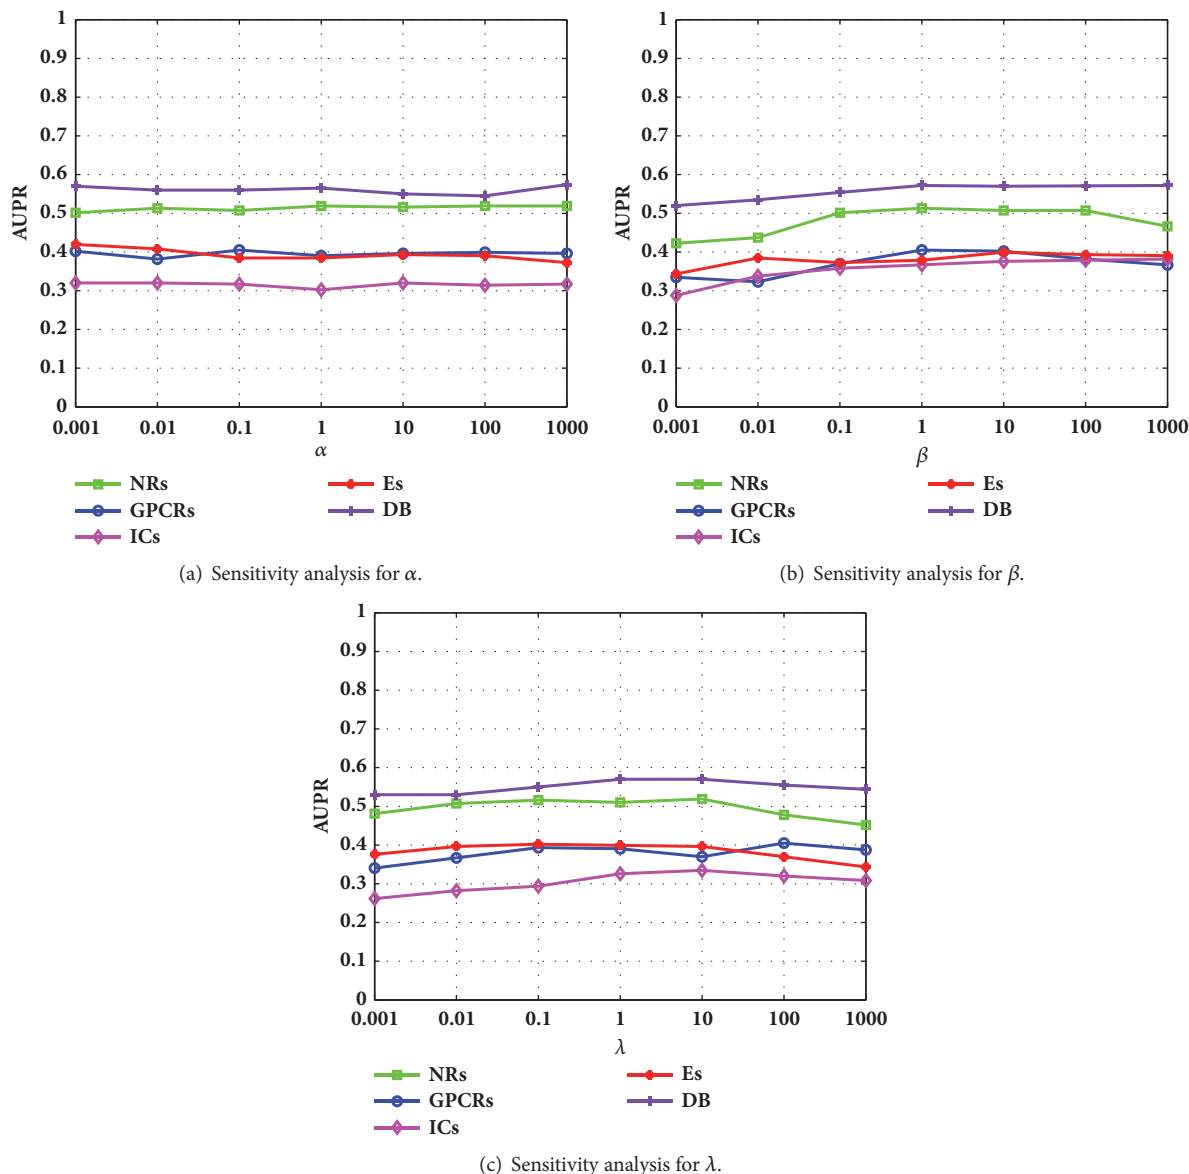 1
0.9
0.8
0.7
0.6
0.5
0.4
0.3
0.2
0.1
0
AUPR
0.001 0.01 0.1 1 10 100 1000
α
NRs Es
GPCRs DB
ICs
(a) Sensitivity analysis for α.
1
0.9
0.8
0.7
0.6
0.5
0.4
0.3
0.2
0.1
0
AUPR
0.001 0.01 0.1 1 10 100 1000
β
NRs Es
GPCRs DB
ICs
(b) Sensitivity analysis for β.
1
0.9
0.8
0.7
0.6
0.5
0.4
0.3
0.2
0.1
0
AUPR
0.001 0.01 0.1 1 10 100 1000
λ
NRs Es
GPCRs DB
ICs
(c) Sensitivity analysis for λ.